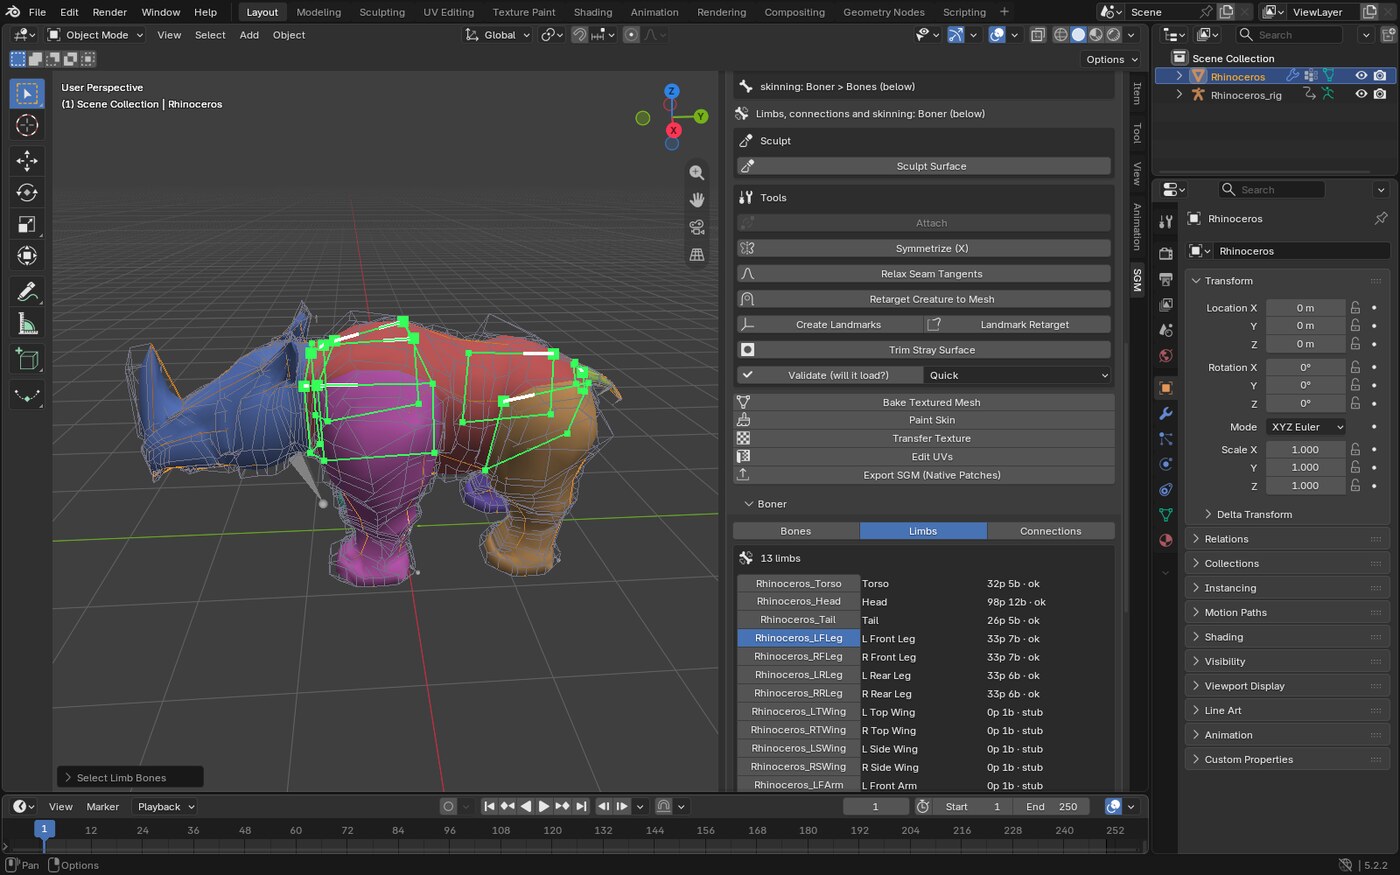 File Edit Render Window Help Layout Modeling Sculpting UV Editing Texture Paint Shading Animation Rendering Compositing Geometry Nodes Scripting + Scene ViewLayer
Object Mode View Select Add Object Global Search
Options
User Perspective
(1) Scene Collection | Rhinoceros
Z
Y
X
Select Limb Bones
skinning: Boner > Bones (below)
Limbs, connections and skinning: Boner (below)
Sculpt
Sculpt Surface
Tools
Attach
Symmetrize (X)
Relax Seam Tangents
Retarget Creature to Mesh
Create Landmarks Landmark Retarget
Trim Stray Surface
Validate (will it load?) Quick
Bake Textured Mesh
Paint Skin
Transfer Texture
Edit UVs
Export SGM (Native Patches)
Boner
Bones Limbs Connections
13 limbs
Rhinoceros_Torso Torso 32p 5b · ok
Rhinoceros_Head Head 98p 12b · ok
Rhinoceros_Tail Tail 26p 5b · ok
Rhinoceros_LFLeg L Front Leg 33p 7b · ok
Rhinoceros_RFLeg R Front Leg 33p 7b · ok
Rhinoceros_LRLeg L Rear Leg 33p 6b · ok
Rhinoceros_RRLeg R Rear Leg 33p 6b · ok
Rhinoceros_LTWing L Top Wing 0p 1b · stub
Rhinoceros_RTWing R Top Wing 0p 1b · stub
Rhinoceros_LSWing L Side Wing 0p 1b · stub
Rhinoceros_RSWing R Side Wing 0p 1b · stub
Rhinoceros_LFArm L Front Arm 0p 1b · stub
Item
Tool
View
Animation
SGM
Scene Collection
Rhinoceros
Rhinoceros_rig
Search
Rhinoceros
Rhinoceros
Transform
Location X 0 m
Y 0 m
Z 0 m
Rotation X 0°
Y 0°
Z 0°
Mode XYZ Euler
Scale X 1.000
Y 1.000
Z 1.000
Delta Transform
Relations
Collections
Instancing
Motion Paths
Shading
Visibility
Viewport Display
Line Art
Animation
Custom Properties
View Marker Playback 1 Start 1 End 250
1 12 24 36 48 60 72 84 96 108 120 132 144 156 168 180 192 204 216 228 240 252
Pan Options 5.2.2